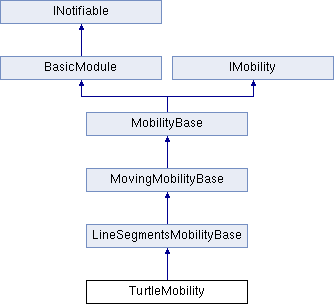 INotifiable
BasicModule
IMobility
MobilityBase
MovingMobilityBase
LineSegmentsMobilityBase
TurtleMobility